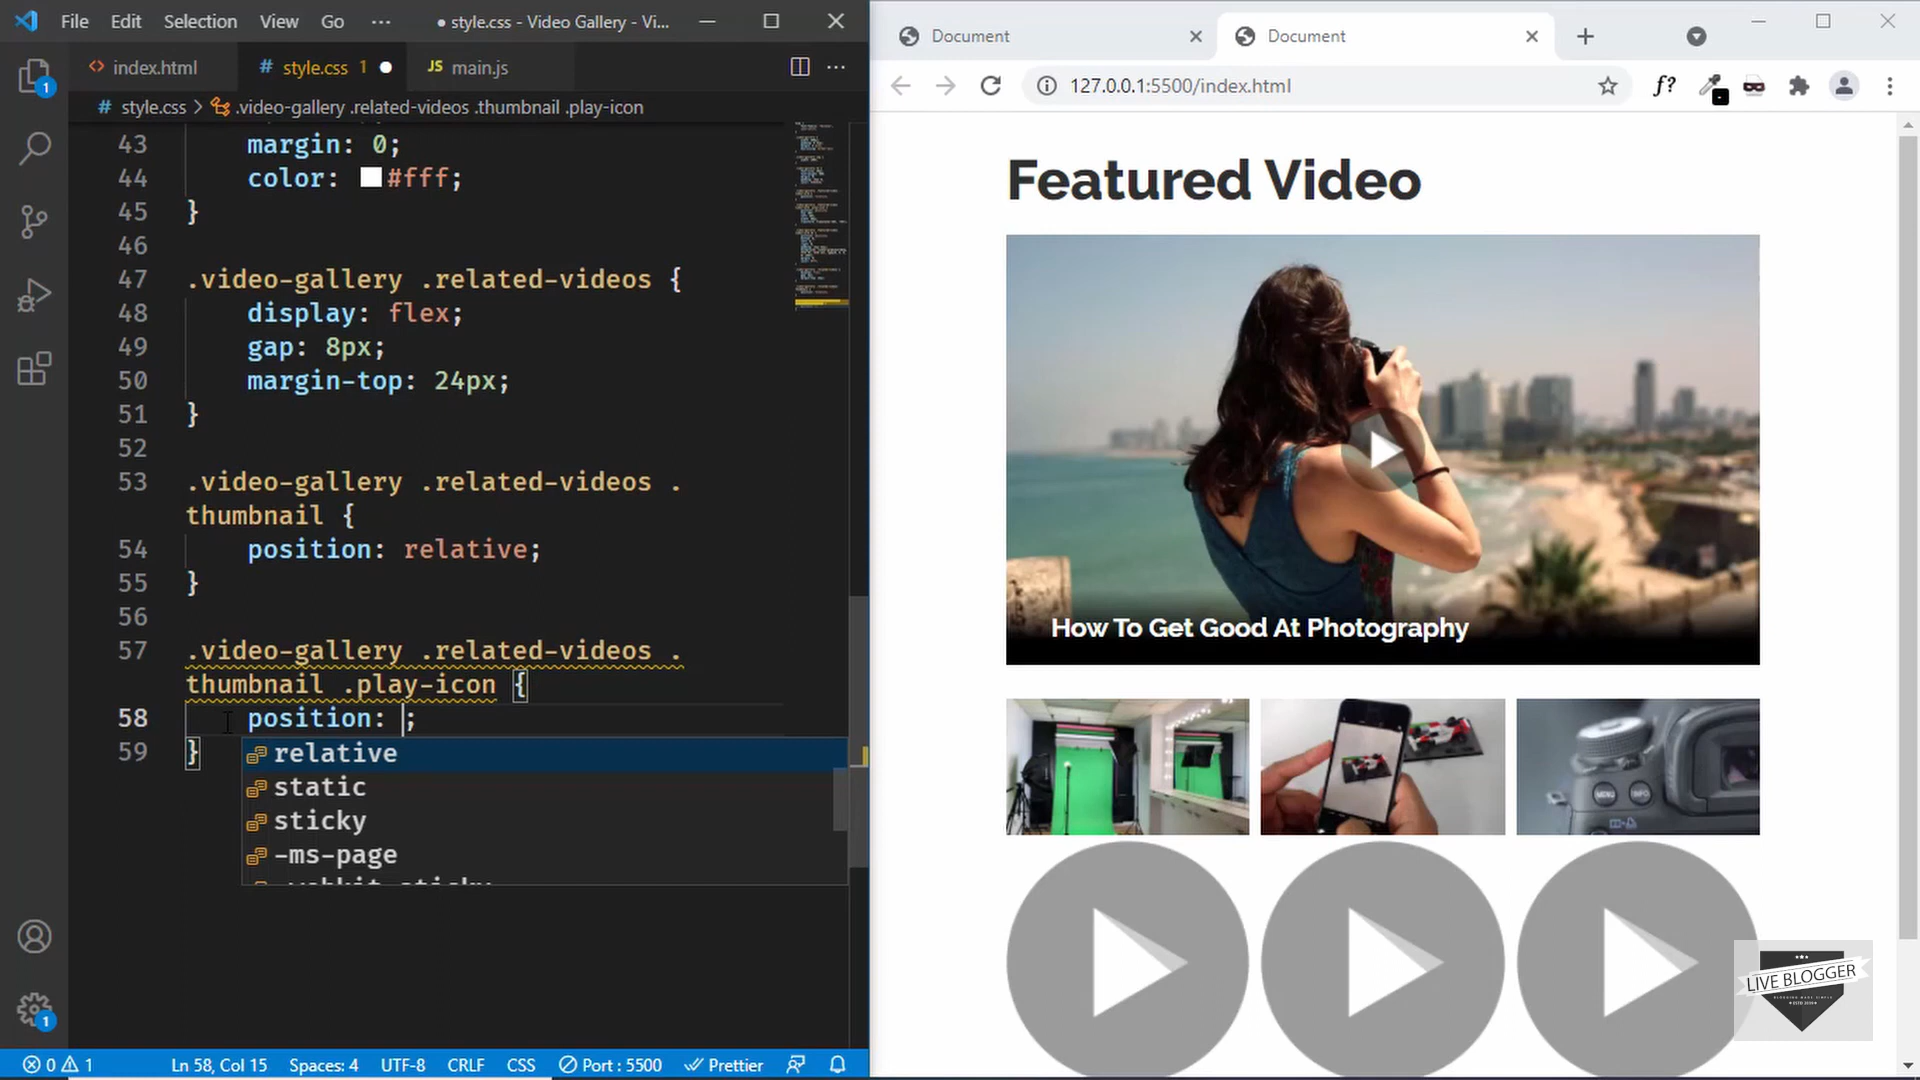 File Edit Selection View Go ··· ● style.css - Video Gallery - Vi...
<> index.html # style.css 1 ● JS main.js ···
# style.css > .video-gallery .related-videos .thumbnail .play-icon
43 margin: 0;
44 color: #fff;
45 }
46
47 .video-gallery .related-videos {
48 display: flex;
49 gap: 8px;
50 margin-top: 24px;
51 }
52
53 .video-gallery .related-videos .
thumbnail {
54 position: relative;
55 }
56
57 .video-gallery .related-videos .
thumbnail .play-icon {
58 position: ;
59 }
relative
static
sticky
-ms-page
1
1
0 1 Ln 58, Col 15 Spaces: 4 UTF-8 CRLF CSS Port : 5500 Prettier
Document Document
127.0.0.1:5500/index.html f?
Featured Video
How To Get Good At Photography
MENU INFO
LIVE BLOGGER